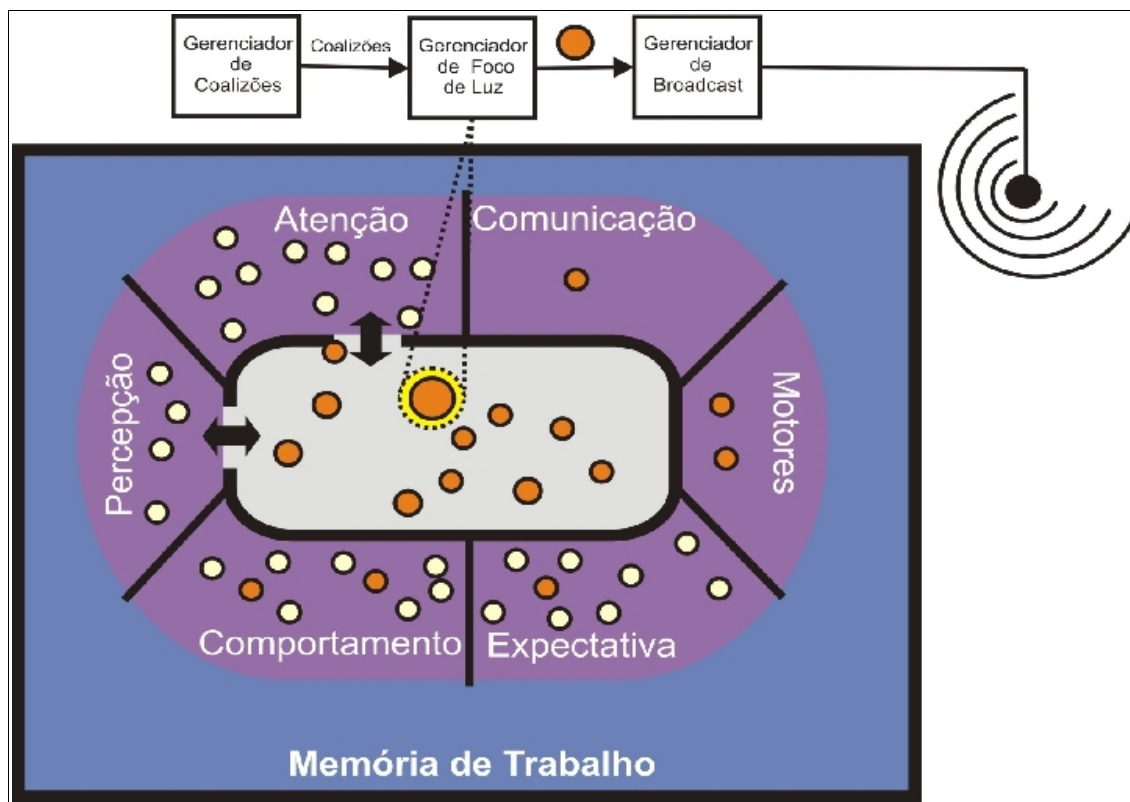 Gerenciador
de
Coalizões
Coalizões
Gerenciador
de Foco
de Luz
Gerenciador
de
Broadcast
Atenção
Comunicação
Percepção
Motores
Comportamento
Expectativa
Memória de Trabalho